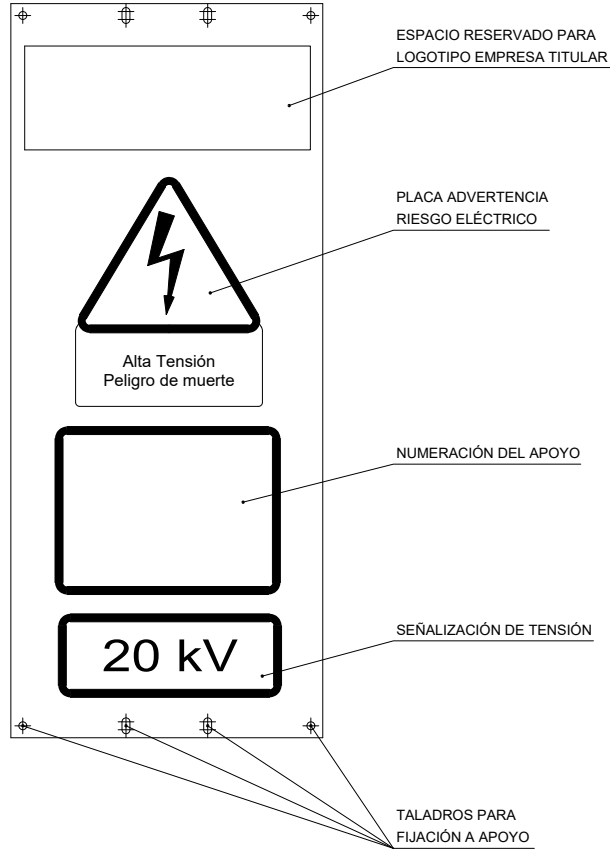 ESPACIO RESERVADO PARA
LOGOTIPO EMPRESA TITULAR
PLACA ADVERTENCIA
RIESGO ELÉCTRICO
Alta Tensión
Peligro de muerte
NUMERACIÓN DEL APOYO
SEÑALIZACIÓN DE TENSIÓN
20 kV
TALADROS PARA
FIJACIÓN A APOYO